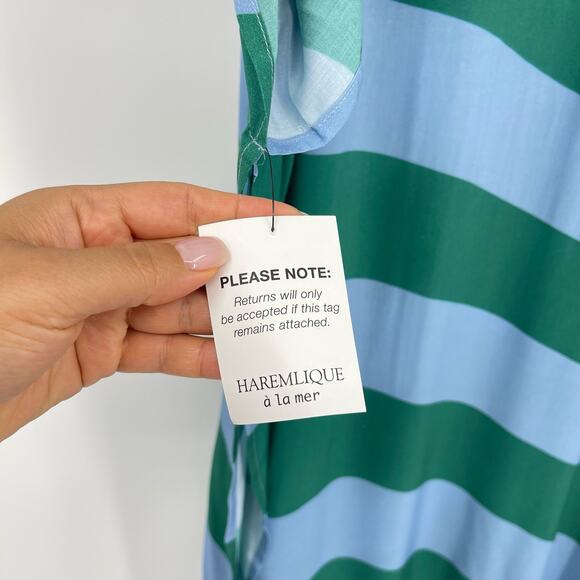 PLEASE NOTE:
Returns will only
be accepted if this tag
remains attached.
HAREMLIQUE
à la mer